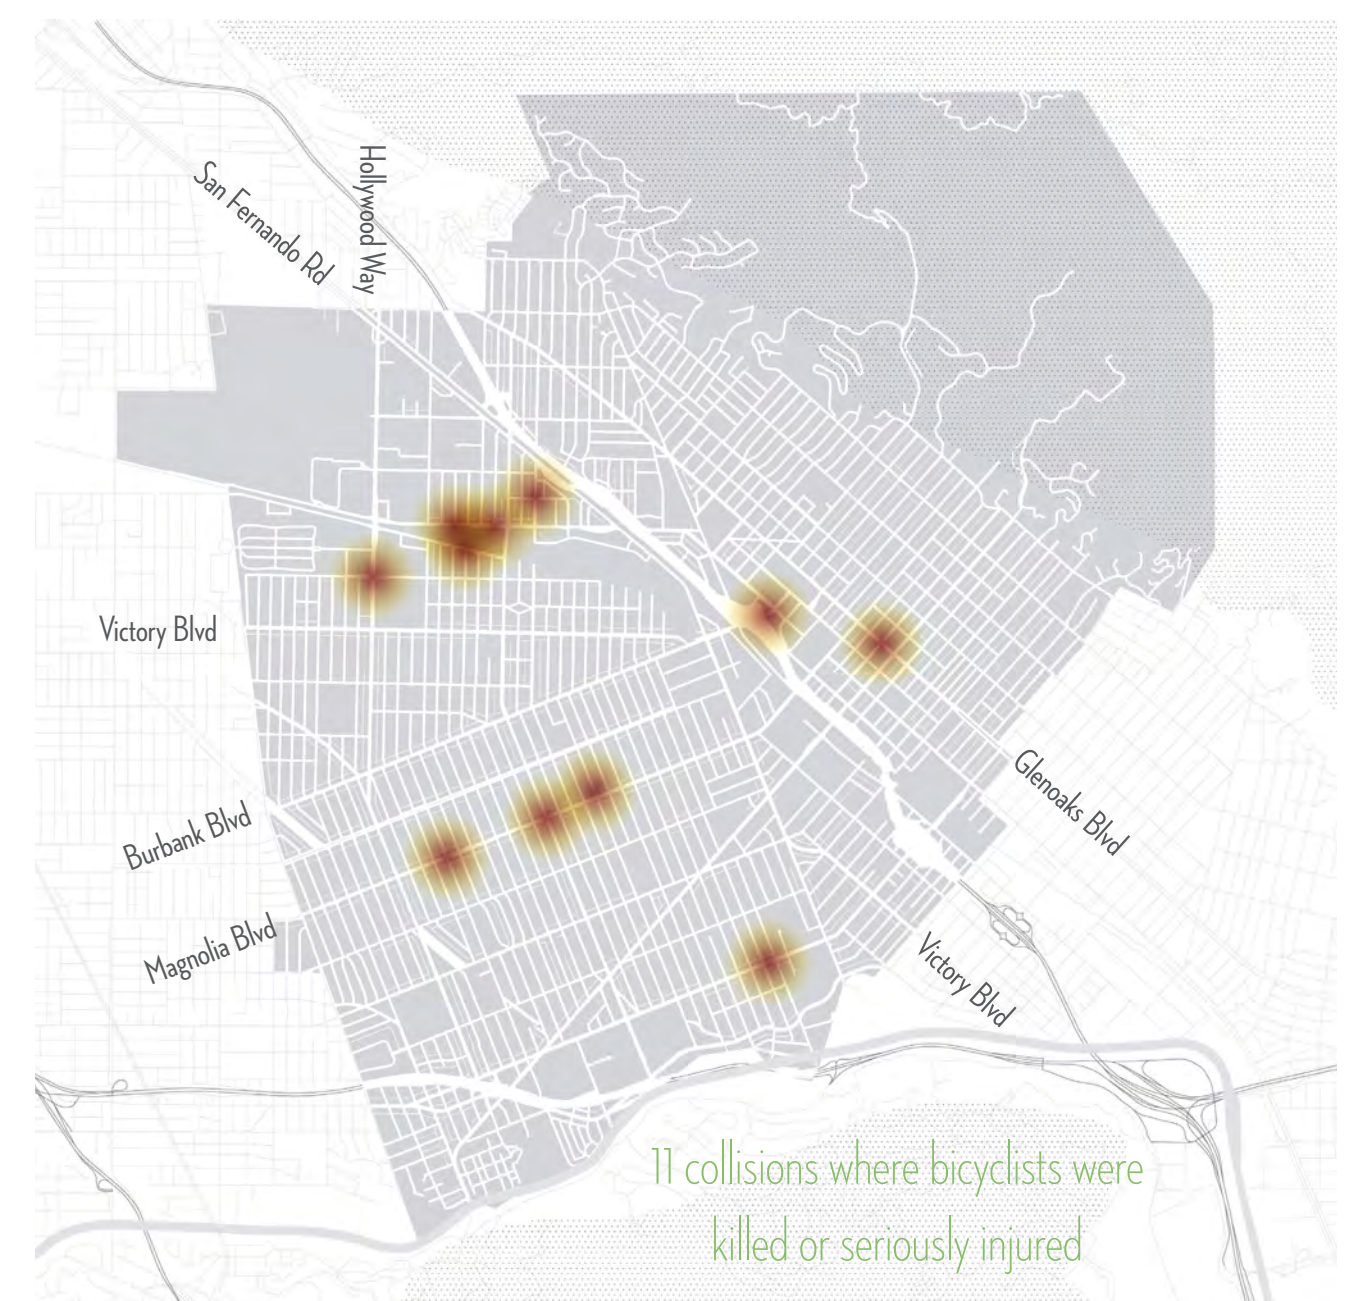 Hollywood Way
San Fernando Rd
Victory Blvd
Burbank Blvd
Glenoaks Blvd
Magnolia Blvd
Victory Blvd
11 collisions where bicyclists were
killed or seriously injured